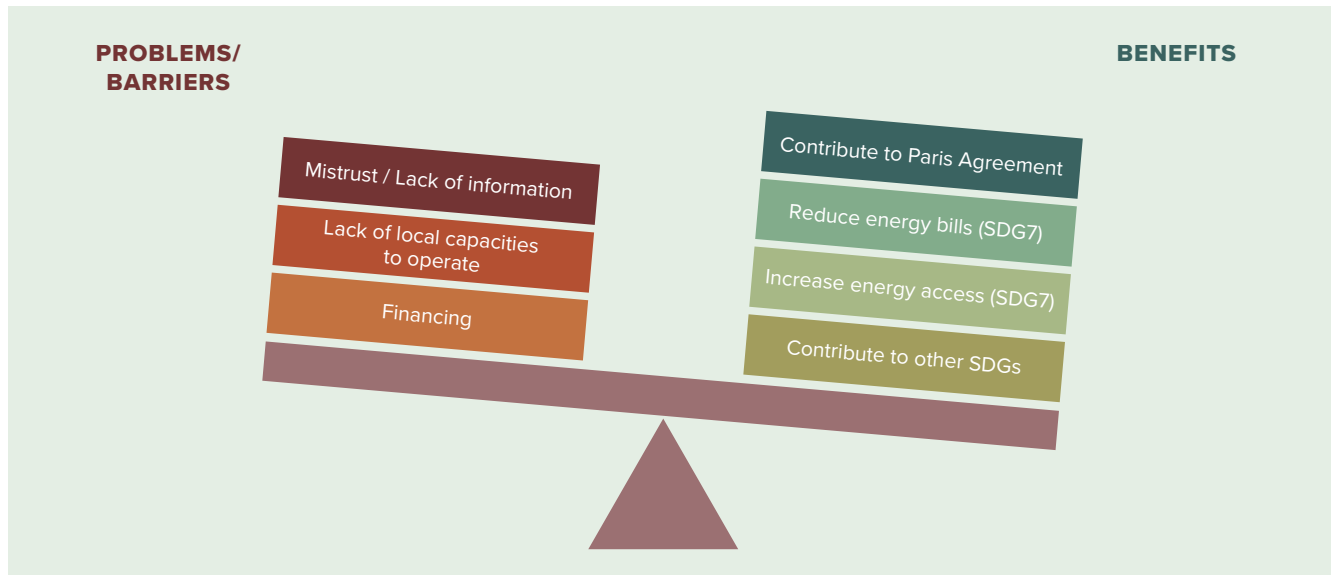 PROBLEMS/
BARRIERS
BENEFITS
Mistrust / Lack of information
Lack of local capacities
to operate
Financing
Contribute to Paris Agreement
Reduce energy bills (SDG7)
Increase energy access (SDG7)
Contribute to other SDGs